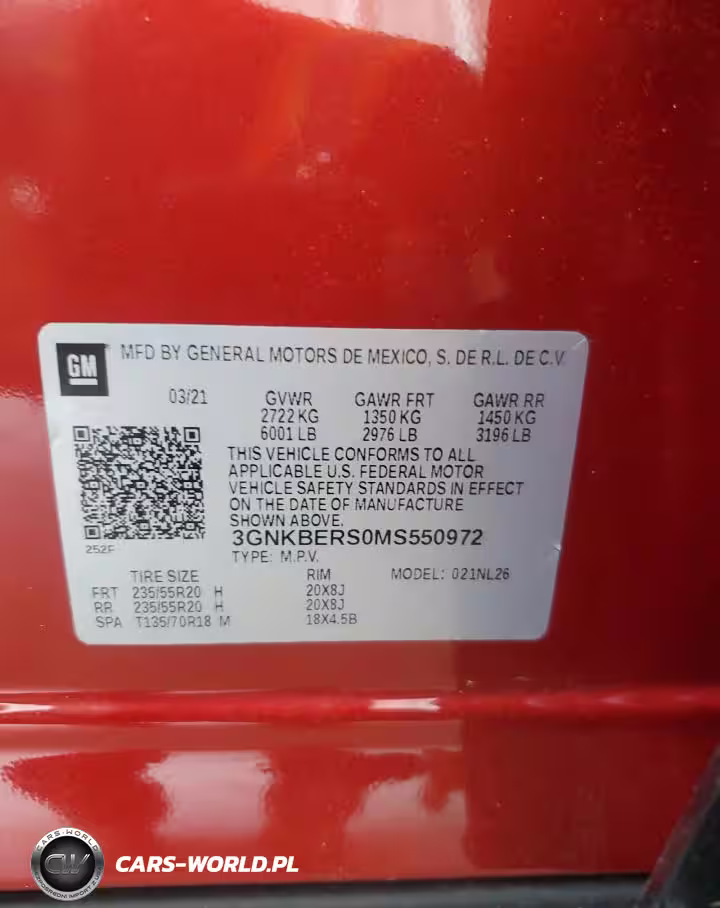 GM
MFD BY GENERAL MOTORS DE MEXICO, S. DE R.L. DE C.V.
03/21 GVWR GAWR FRT GAWR RR
2722 KG 1350 KG 1450 KG
6001 LB 2976 LB 3196 LB
THIS VEHICLE CONFORMS TO ALL
APPLICABLE U.S. FEDERAL MOTOR
VEHICLE SAFETY STANDARDS IN EFFECT
ON THE DATE OF MANUFACTURE
SHOWN ABOVE.
3GNKBERS0MS550972
252F
TYPE: M.P.V.
TIRE SIZE RIM MODEL: 021NL26
FRT 235/55R20 H 20X8J
RR 235/55R20 H 20X8J
SPA T135/70R18 M 18X4.5B
CARS-WORLD
CW
CARS-WORLD.PL